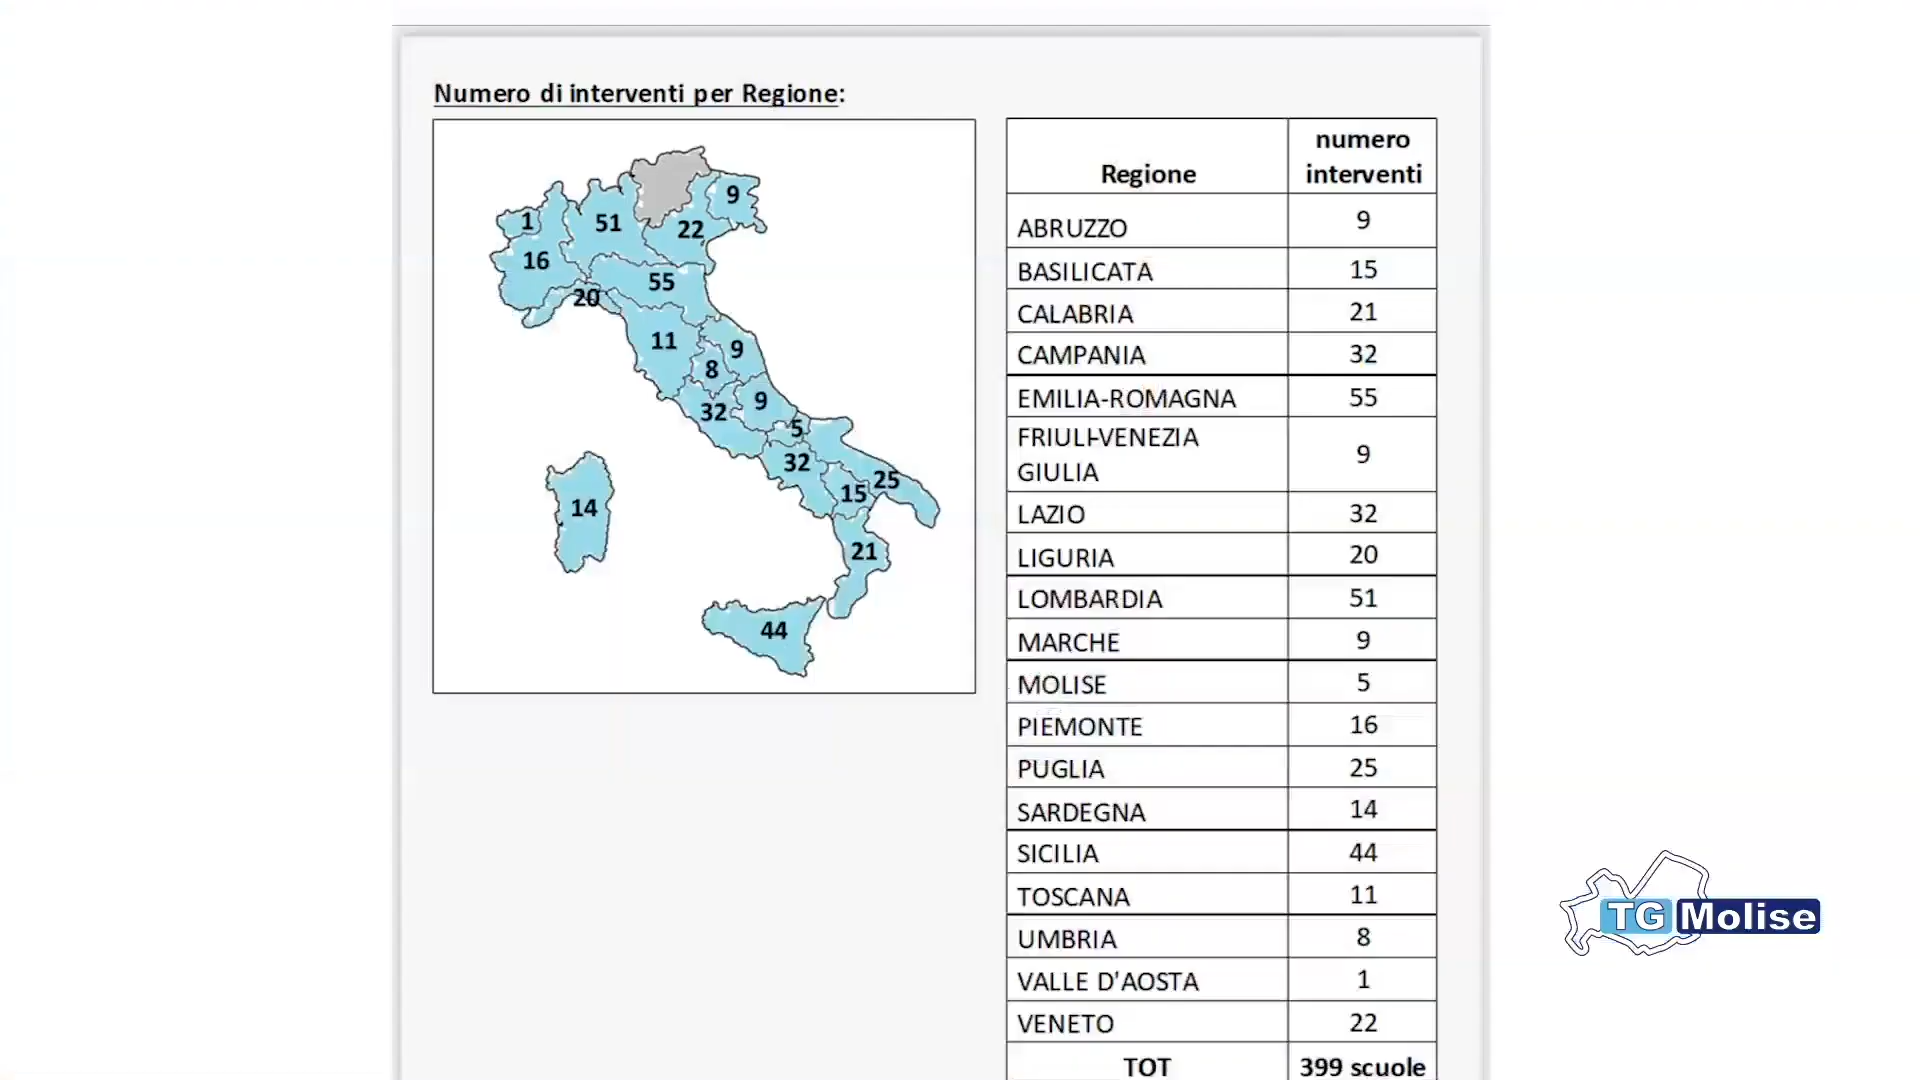 Numero di interventi per Regione:
1
16
51
9
22
55
20
11
9
8
32
9
5
32
25
15
14
21
44
Regione numero interventi
ABRUZZO 9
BASILICATA 15
CALABRIA 21
CAMPANIA 32
EMILIA-ROMAGNA 55
FRIULI-VENEZIA
GIULIA 9
LAZIO 32
LIGURIA 20
LOMBARDIA 51
MARCHE 9
MOLISE 5
PIEMONTE 16
PUGLIA 25
SARDEGNA 14
SICILIA 44
TOSCANA 11
UMBRIA 8
VALLE D'AOSTA 1
VENETO 22
TOT 399 scuole
TG Molise